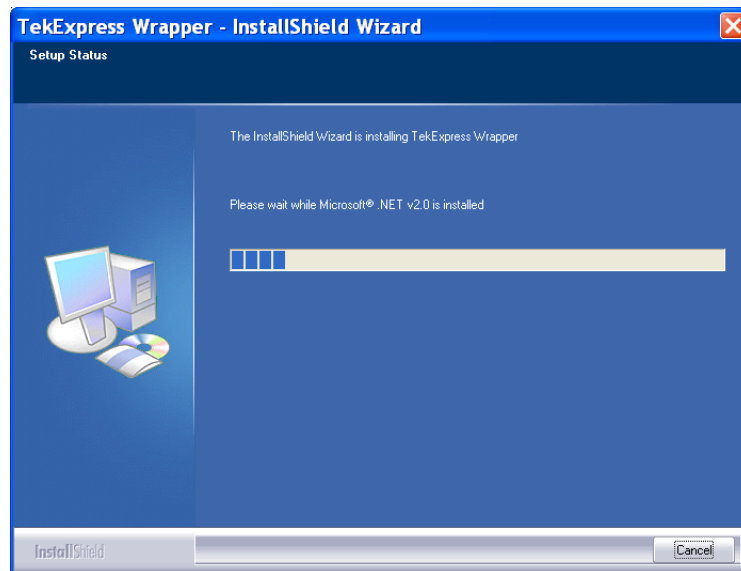 TekExpress Wrapper - InstallShield Wizard
Setup Status
The InstallShield Wizard is installing TekExpress Wrapper
Please wait while Microsoft® .NET v2.0 is installed
InstallShield
Cancel